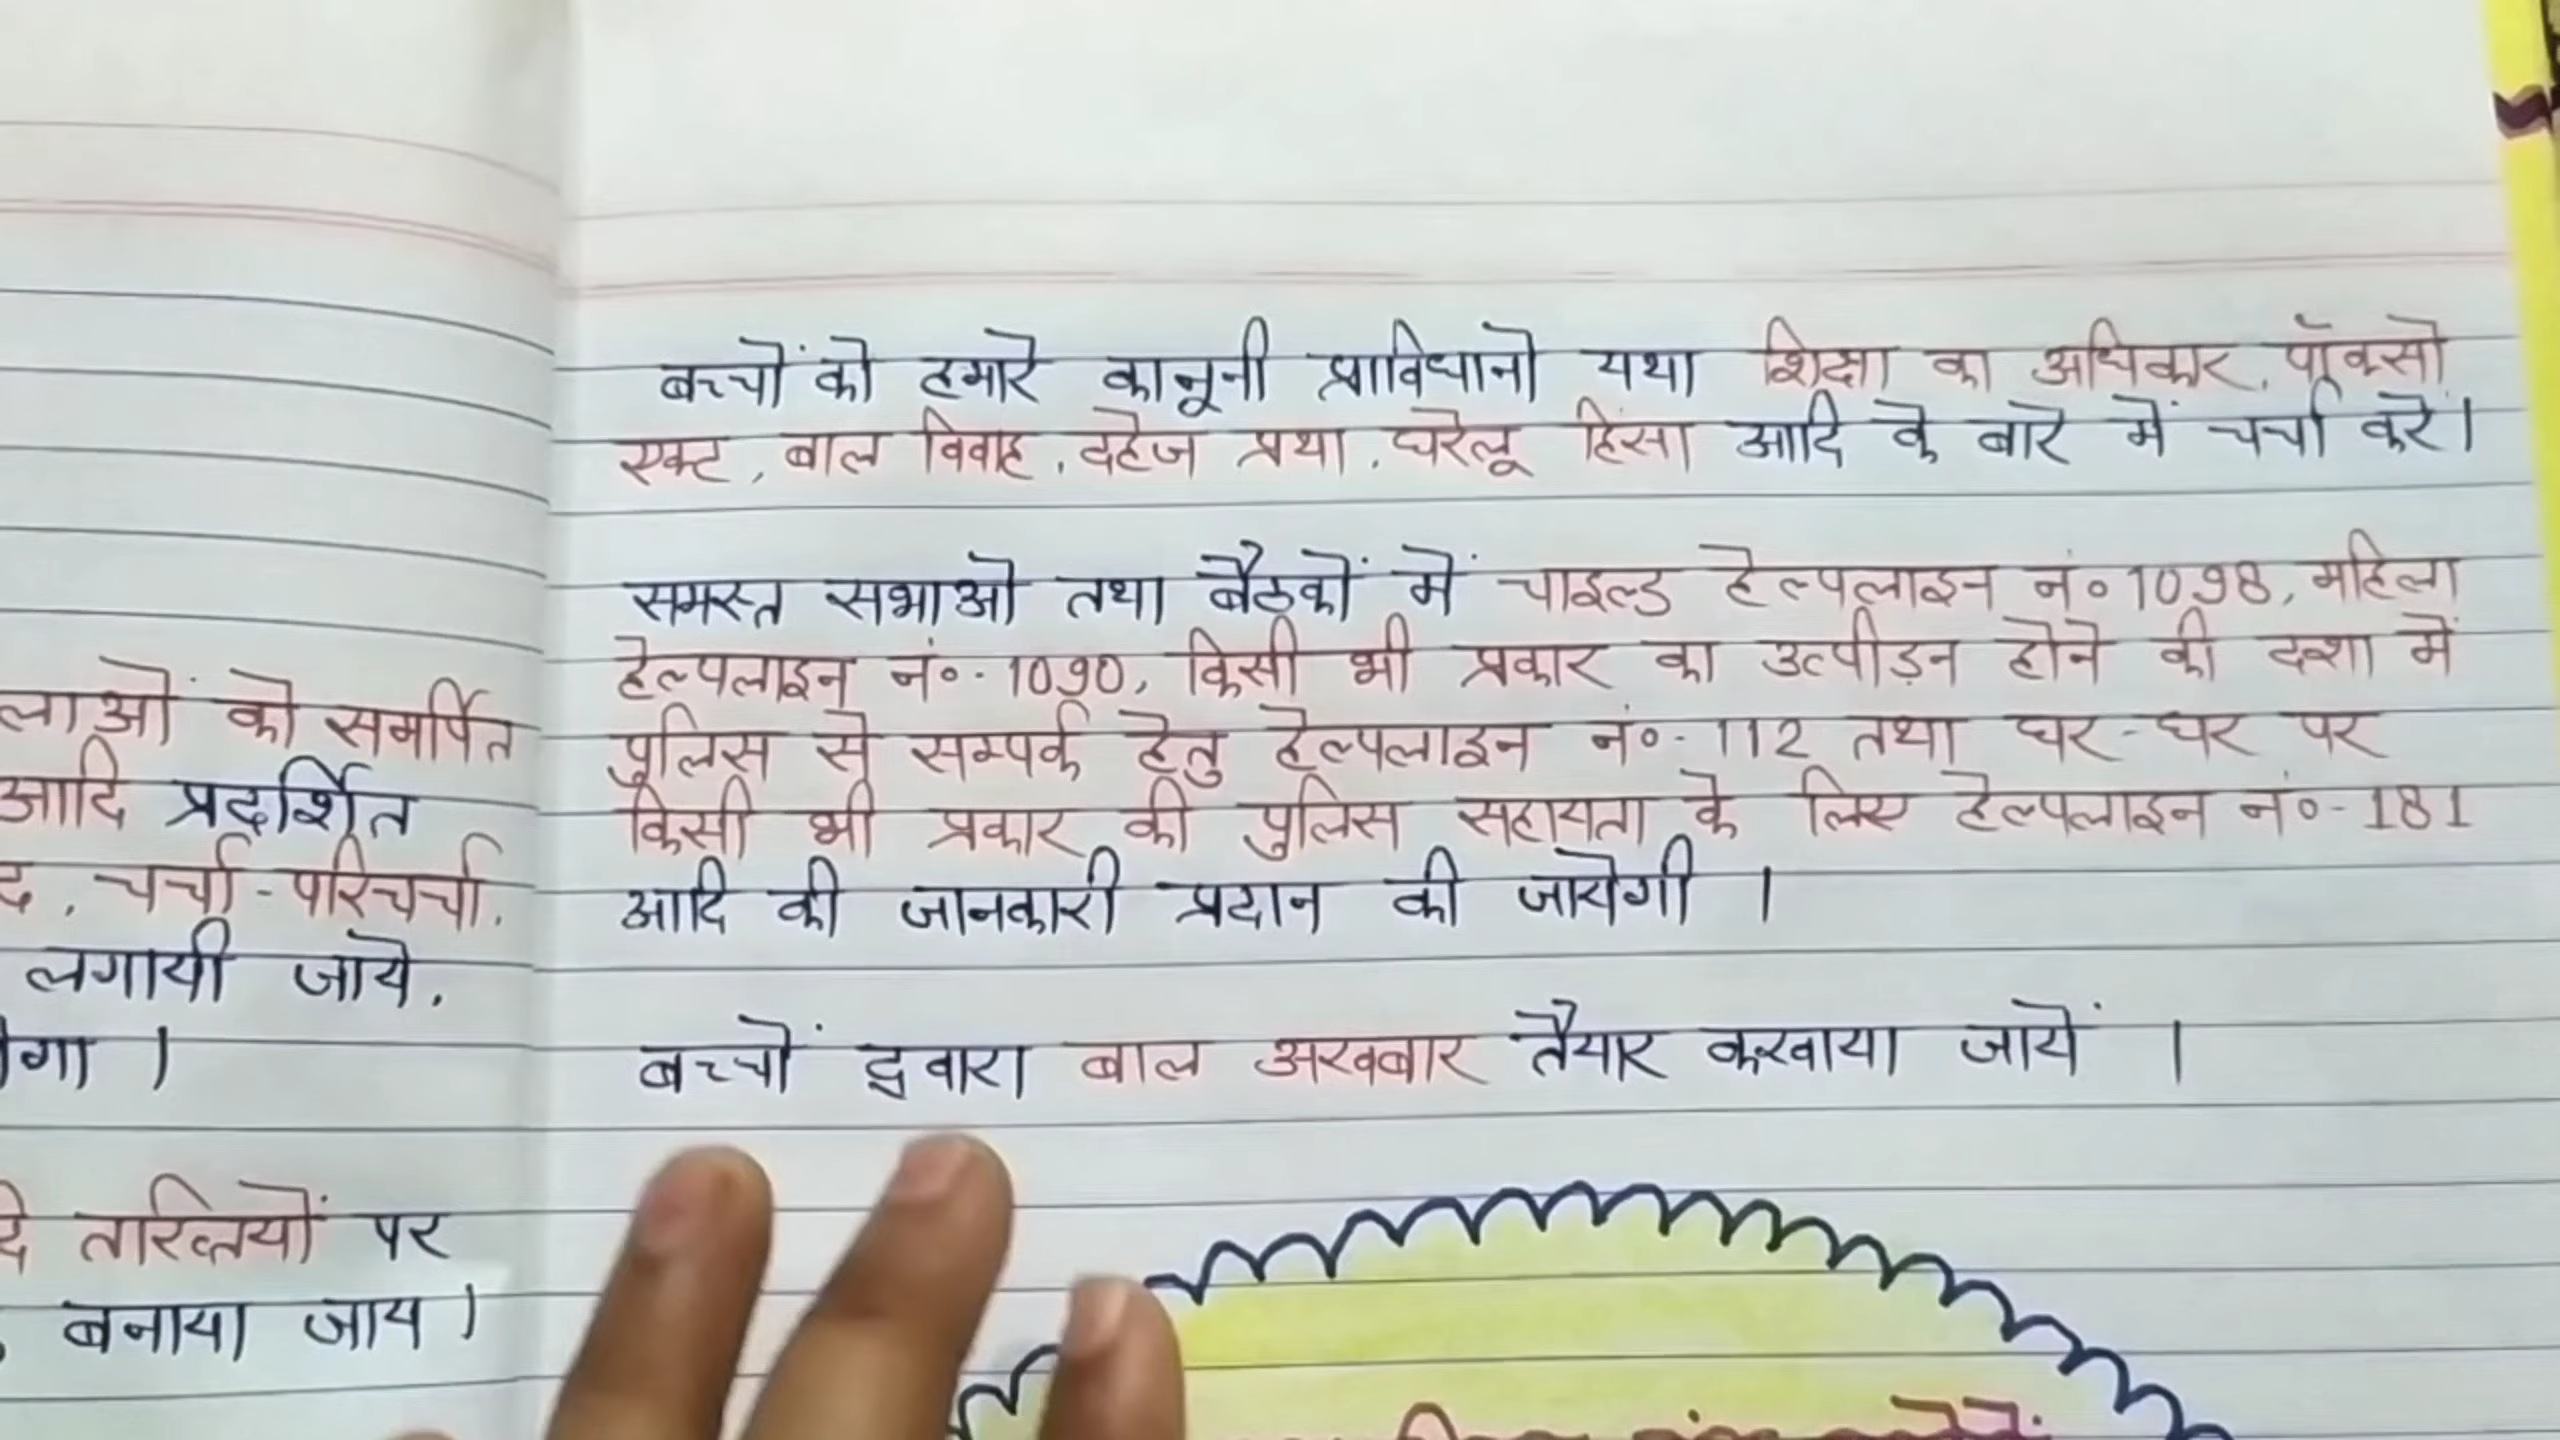 लाओं को समर्पित
आदि प्रदर्शित
द, चर्चा-परिचर्चा,
लगायी जाये,
गा।
तख्तियों पर
बनाया जाय।
बच्चों को हमारे कानूनी प्राविधानो यथा शिक्षा का अधिकार, पॉक्सो
एक्ट, बाल विवाह, दहेज प्रथा, घरेलू हिंसा आदि के बारे में चर्चा करें।
समस्त सभाओ तथा बैठकों में चाइल्ड हेल्पलाइन नं० 1098, महिला
हेल्पलाइन नं०-1090, किसी भी प्रकार का उत्पीड़न होने की दशा में
पुलिस से सम्पर्क हेतु हेल्पलाइन नं०-112 तथा घर-घर पर
किसी भी प्रकार की पुलिस सहायता के लिए हेल्पलाइन नं०-181
आदि की जानकारी प्रदान की जायेगी ।
बच्चों द्वारा बाल अखबार तैयार करवाया जायें ।